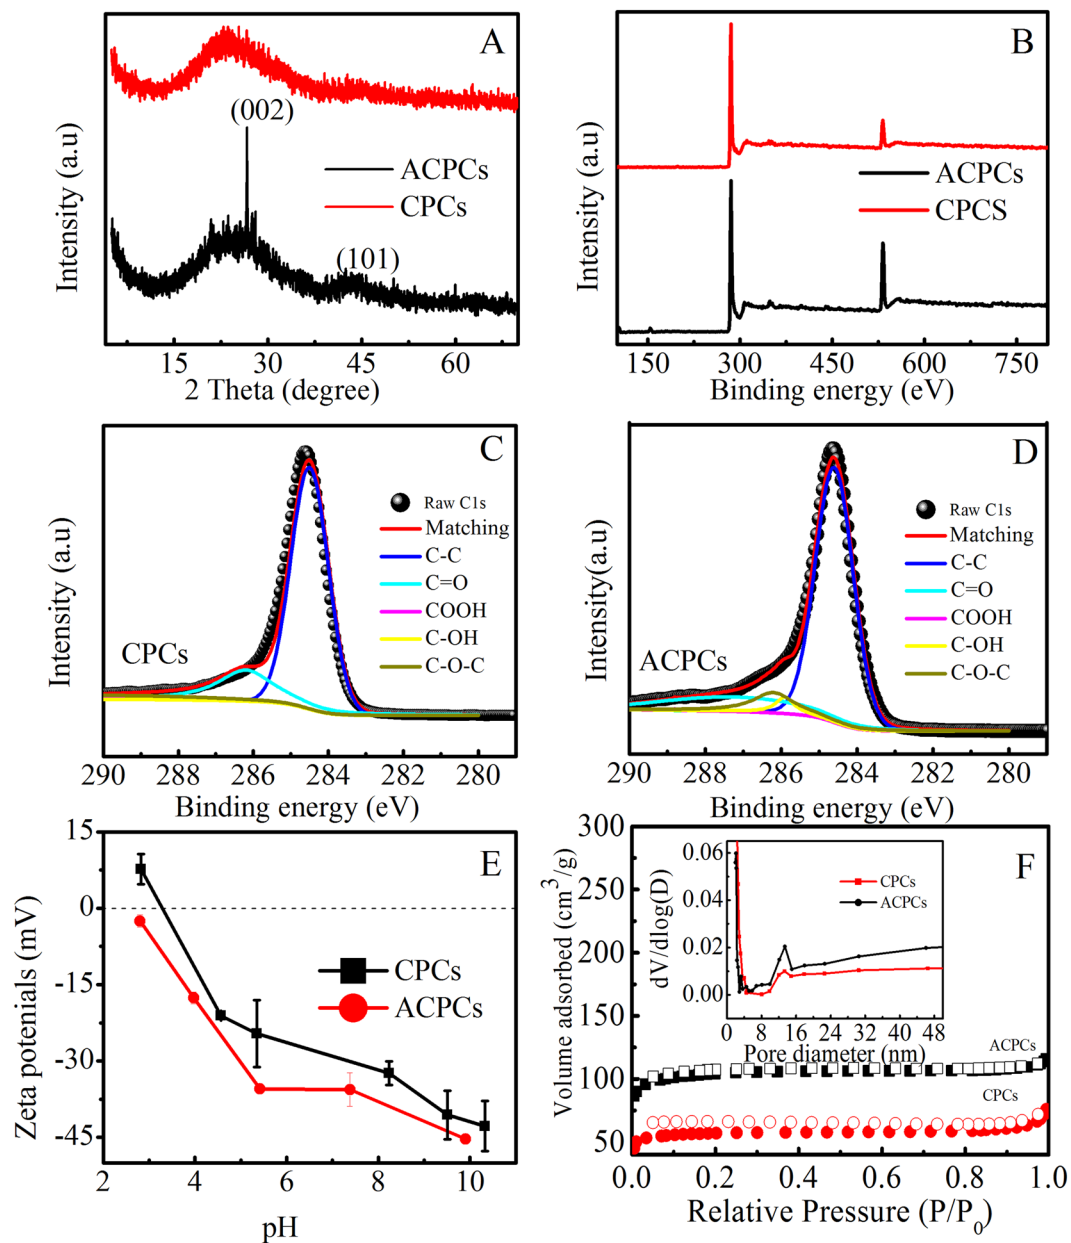 A
(002)
ACPCs
CPCs
(101)
Intensity (a.u)
15 30 45 60
2 Theta (degree)
B
ACPCs
CPCS
Intensity (a.u)
150 300 450 600 750
Binding energy (eV)
C
Raw C1s
Matching
C-C
C=O
COOH
C-OH
C-O-C
CPCs
Intensity (a.u)
290 288 286 284 282 280
Binding energy (eV)
D
Raw C1s
Matching
C-C
C=O
COOH
C-OH
C-O-C
ACPCs
Intensity(a.u)
290 288 286 284 282 280
Binding energy (eV)
E
15
0
-15
-30
-45
CPCs
ACPCs
Zeta potenials (mV)
2 4 6 8 10
pH
F
300
250
200
150
100
50
Volume adsorbed (cm³/g)
0.06
0.04
0.02
0.00
dV/dlog(D)
CPCs
ACPCs
0 8 16 24 32 40 48
Pore diameter (nm)
ACPCs
CPCs
0.0 0.2 0.4 0.6 0.8 1.0
Relative Pressure (P/P₀)